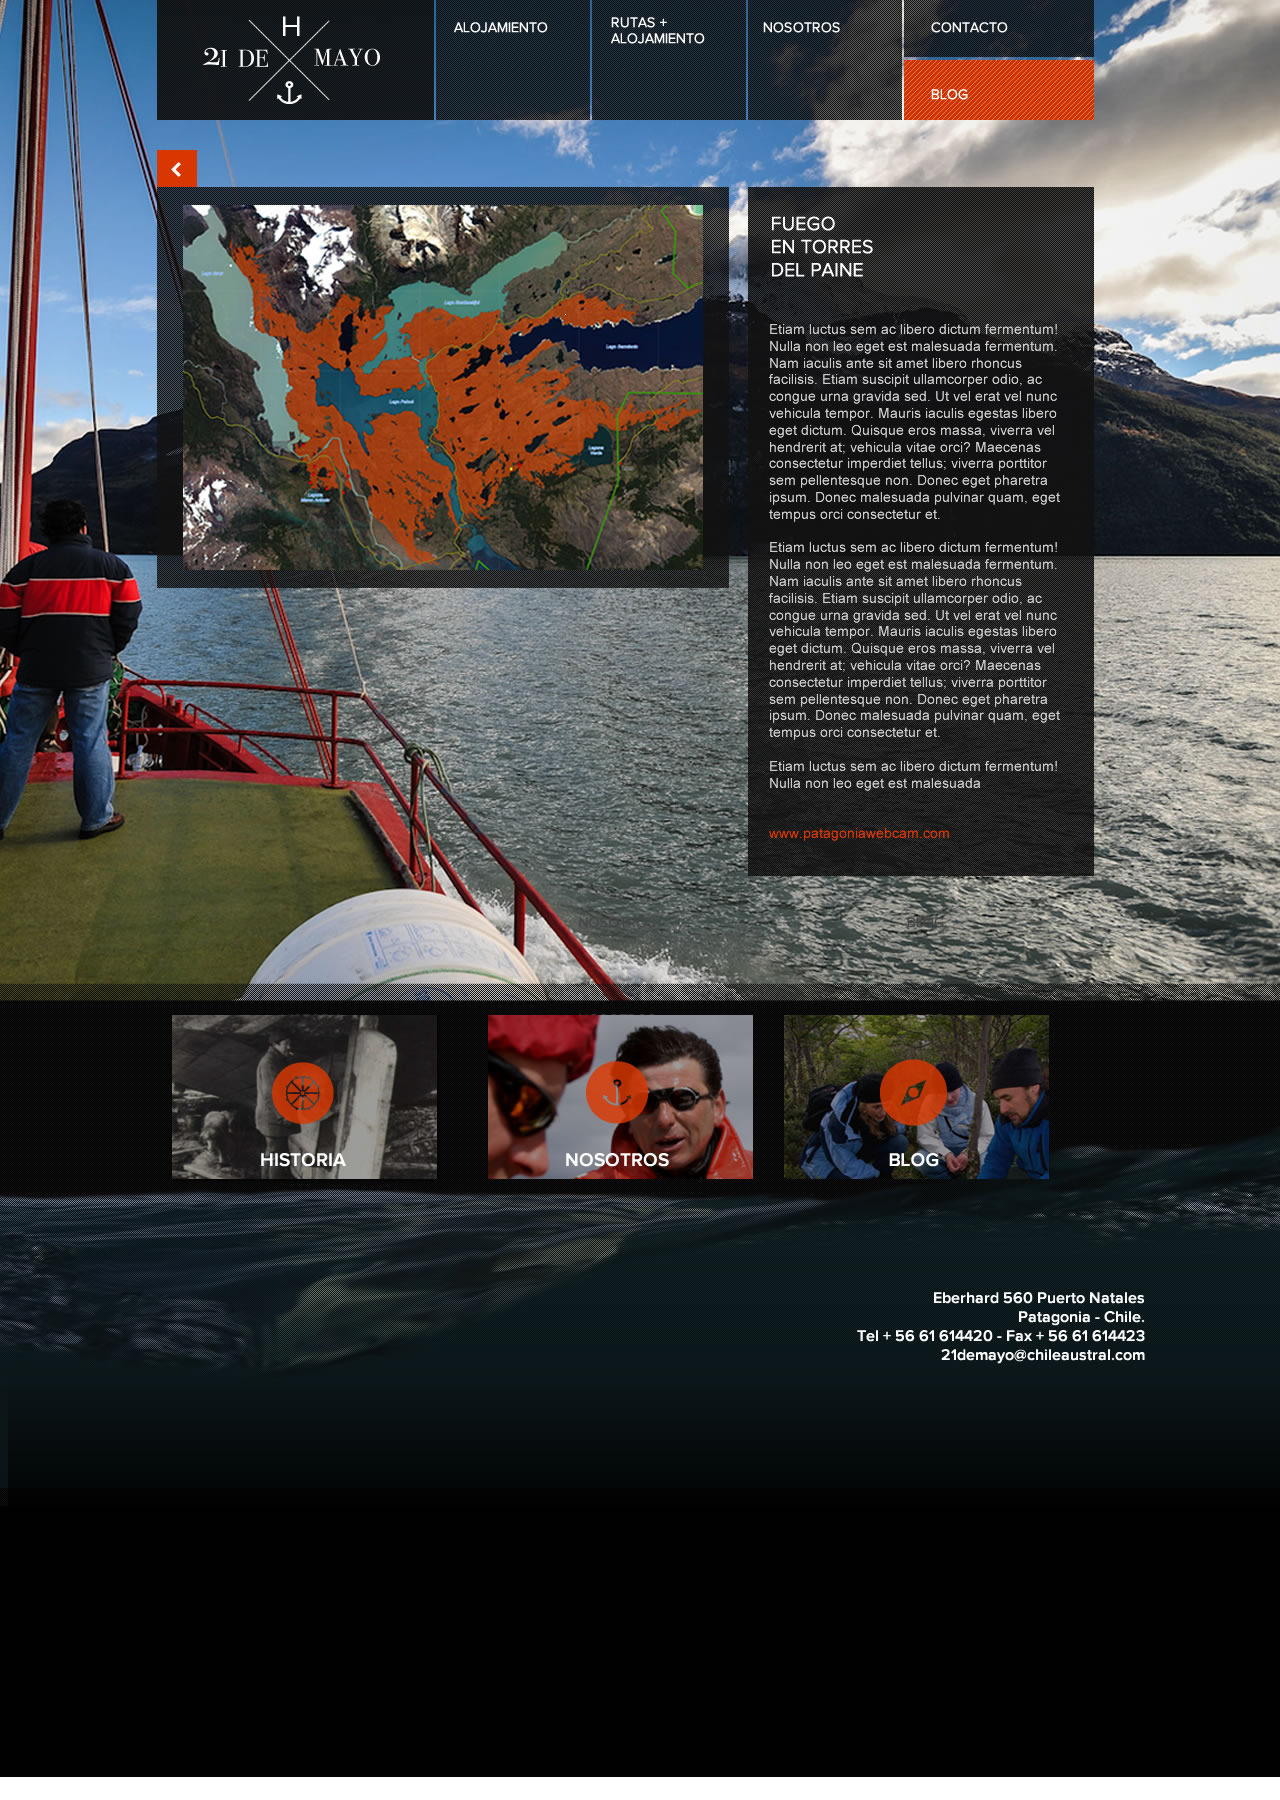 H
21 DE MAYO
ALOJAMIENTO
RUTAS +
ALOJAMIENTO
NOSOTROS
CONTACTO
BLOG
Lago Grey
Lago Pehoé
Lago Sarmiento
Laguna
Verde
FUEGO
EN TORRES
DEL PAINE
Etiam luctus sem ac libero dictum fermentum!
Nulla non leo eget est malesuada fermentum.
Nam iaculis ante sit amet libero rhoncus
facilisis. Etiam suscipit ullamcorper odio, ac
congue urna gravida sed. Ut vel erat vel nunc
vehicula tempor. Mauris iaculis egestas libero
eget dictum. Quisque eros massa, viverra vel
hendrerit at; vehicula vitae orci? Maecenas
consectetur imperdiet tellus; viverra porttitor
sem pellentesque non. Donec eget pharetra
ipsum. Donec malesuada pulvinar quam, eget
tempus orci consectetur et.
Etiam luctus sem ac libero dictum fermentum!
Nulla non leo eget est malesuada fermentum.
Nam iaculis ante sit amet libero rhoncus
facilisis. Etiam suscipit ullamcorper odio, ac
congue urna gravida sed. Ut vel erat vel nunc
vehicula tempor. Mauris iaculis egestas libero
eget dictum. Quisque eros massa, viverra vel
hendrerit at; vehicula vitae orci? Maecenas
consectetur imperdiet tellus; viverra porttitor
sem pellentesque non. Donec eget pharetra
ipsum. Donec malesuada pulvinar quam, eget
tempus orci consectetur et.
Etiam luctus sem ac libero dictum fermentum!
Nulla non leo eget est malesuada
www.patagoniawebcam.com
HISTORIA
NOSOTROS
BLOG
Eberhard 560 Puerto Natales
Patagonia - Chile.
Tel + 56 61 614420 - Fax + 56 61 614423
21demayo@chileaustral.com